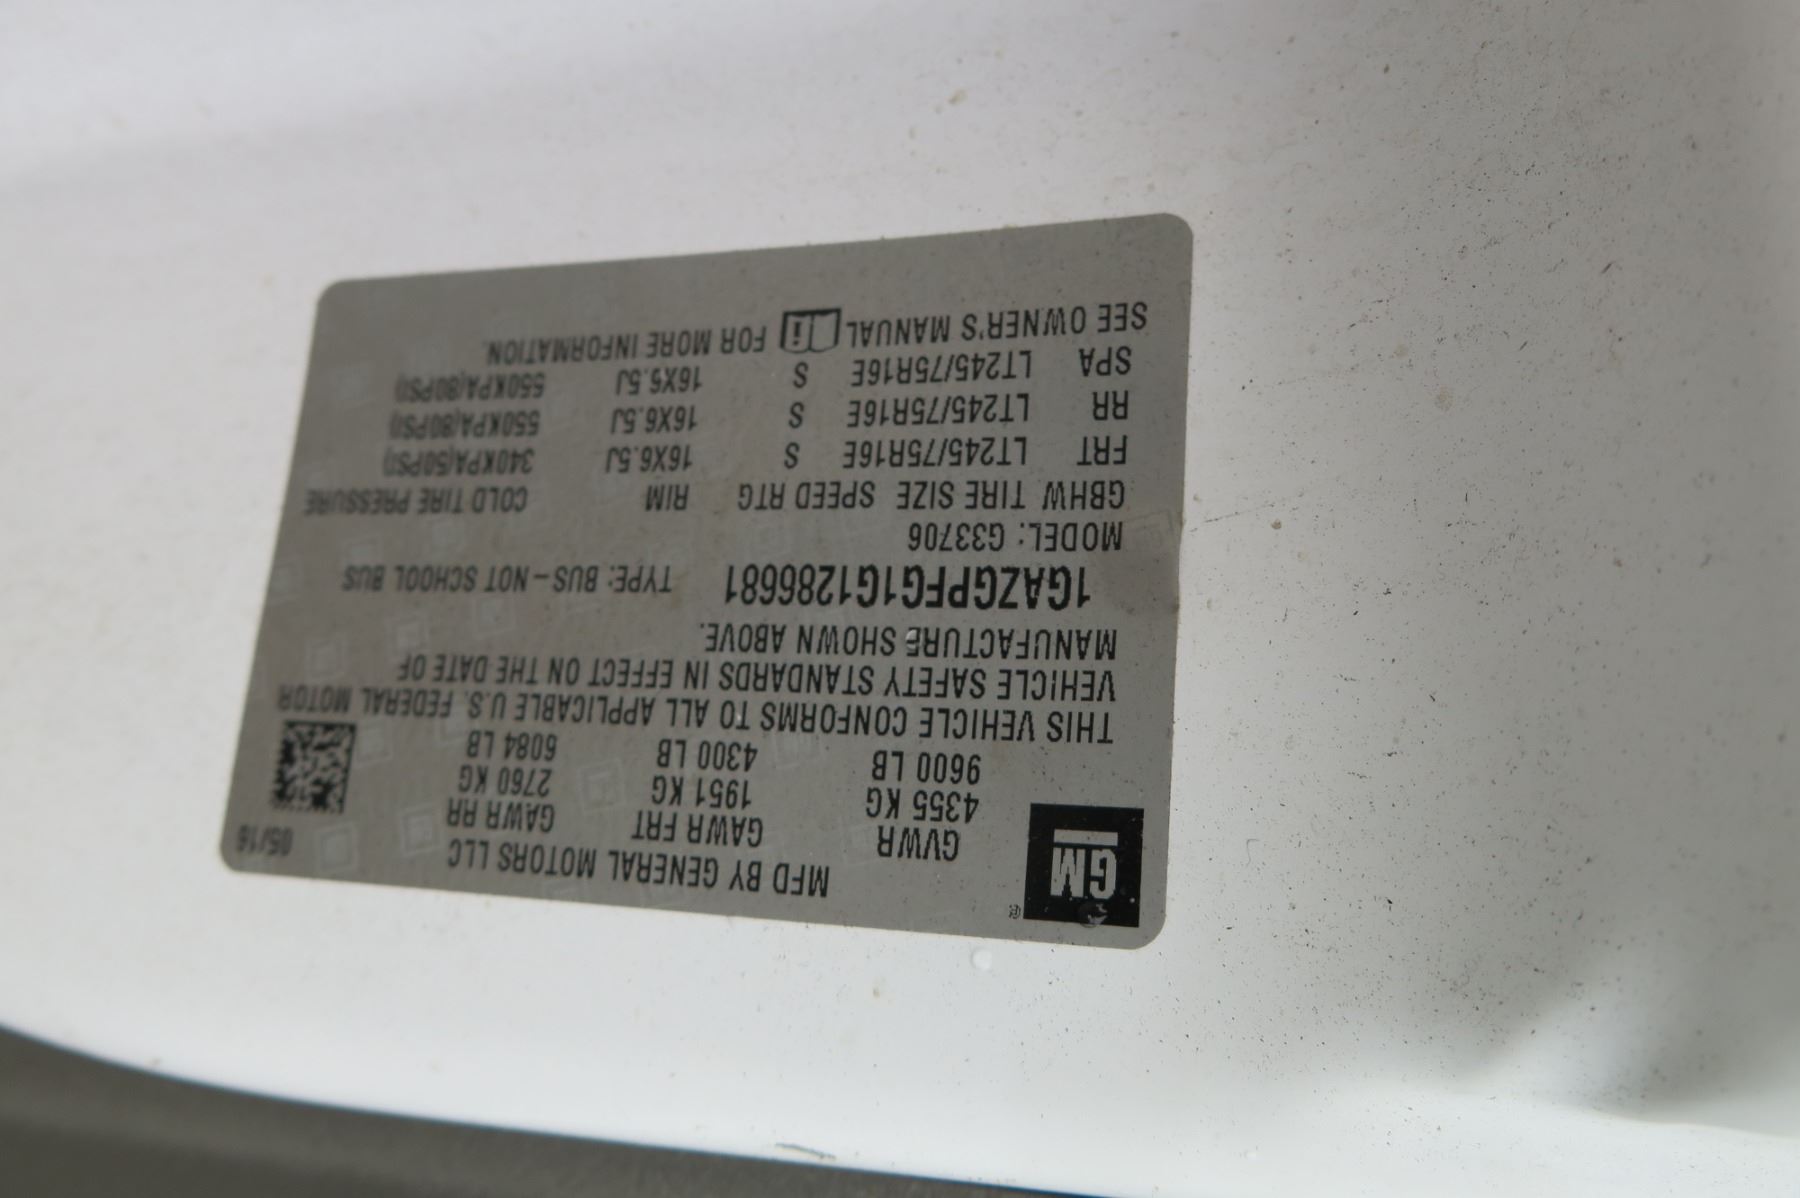 MFD BY GENERAL MOTORS LLC 05/16
GM ®
GVWR GAWR FRT GAWR RR
4355 KG 1951 KG 2760 KG
9600 LB 4300 LB 6084 LB
THIS VEHICLE CONFORMS TO ALL APPLICABLE U.S. FEDERAL MOTOR
VEHICLE SAFETY STANDARDS IN EFFECT ON THE DATE OF
MANUFACTURE SHOWN ABOVE.
1GAZGPFG1G1286681 TYPE: BUS-NOT SCHOOL BUS
MODEL: G33706
GBHW TIRE SIZE SPEED RTG RIM COLD TIRE PRESSURE
FRT LT245/75R16E S 16X6.5J 340KPA(50PSI)
RR LT245/75R16E S 16X6.5J 550KPA(80PSI)
SPA LT245/75R16E S 16X6.5J 550KPA(80PSI)
SEE OWNER'S MANUAL i FOR MORE INFORMATION.